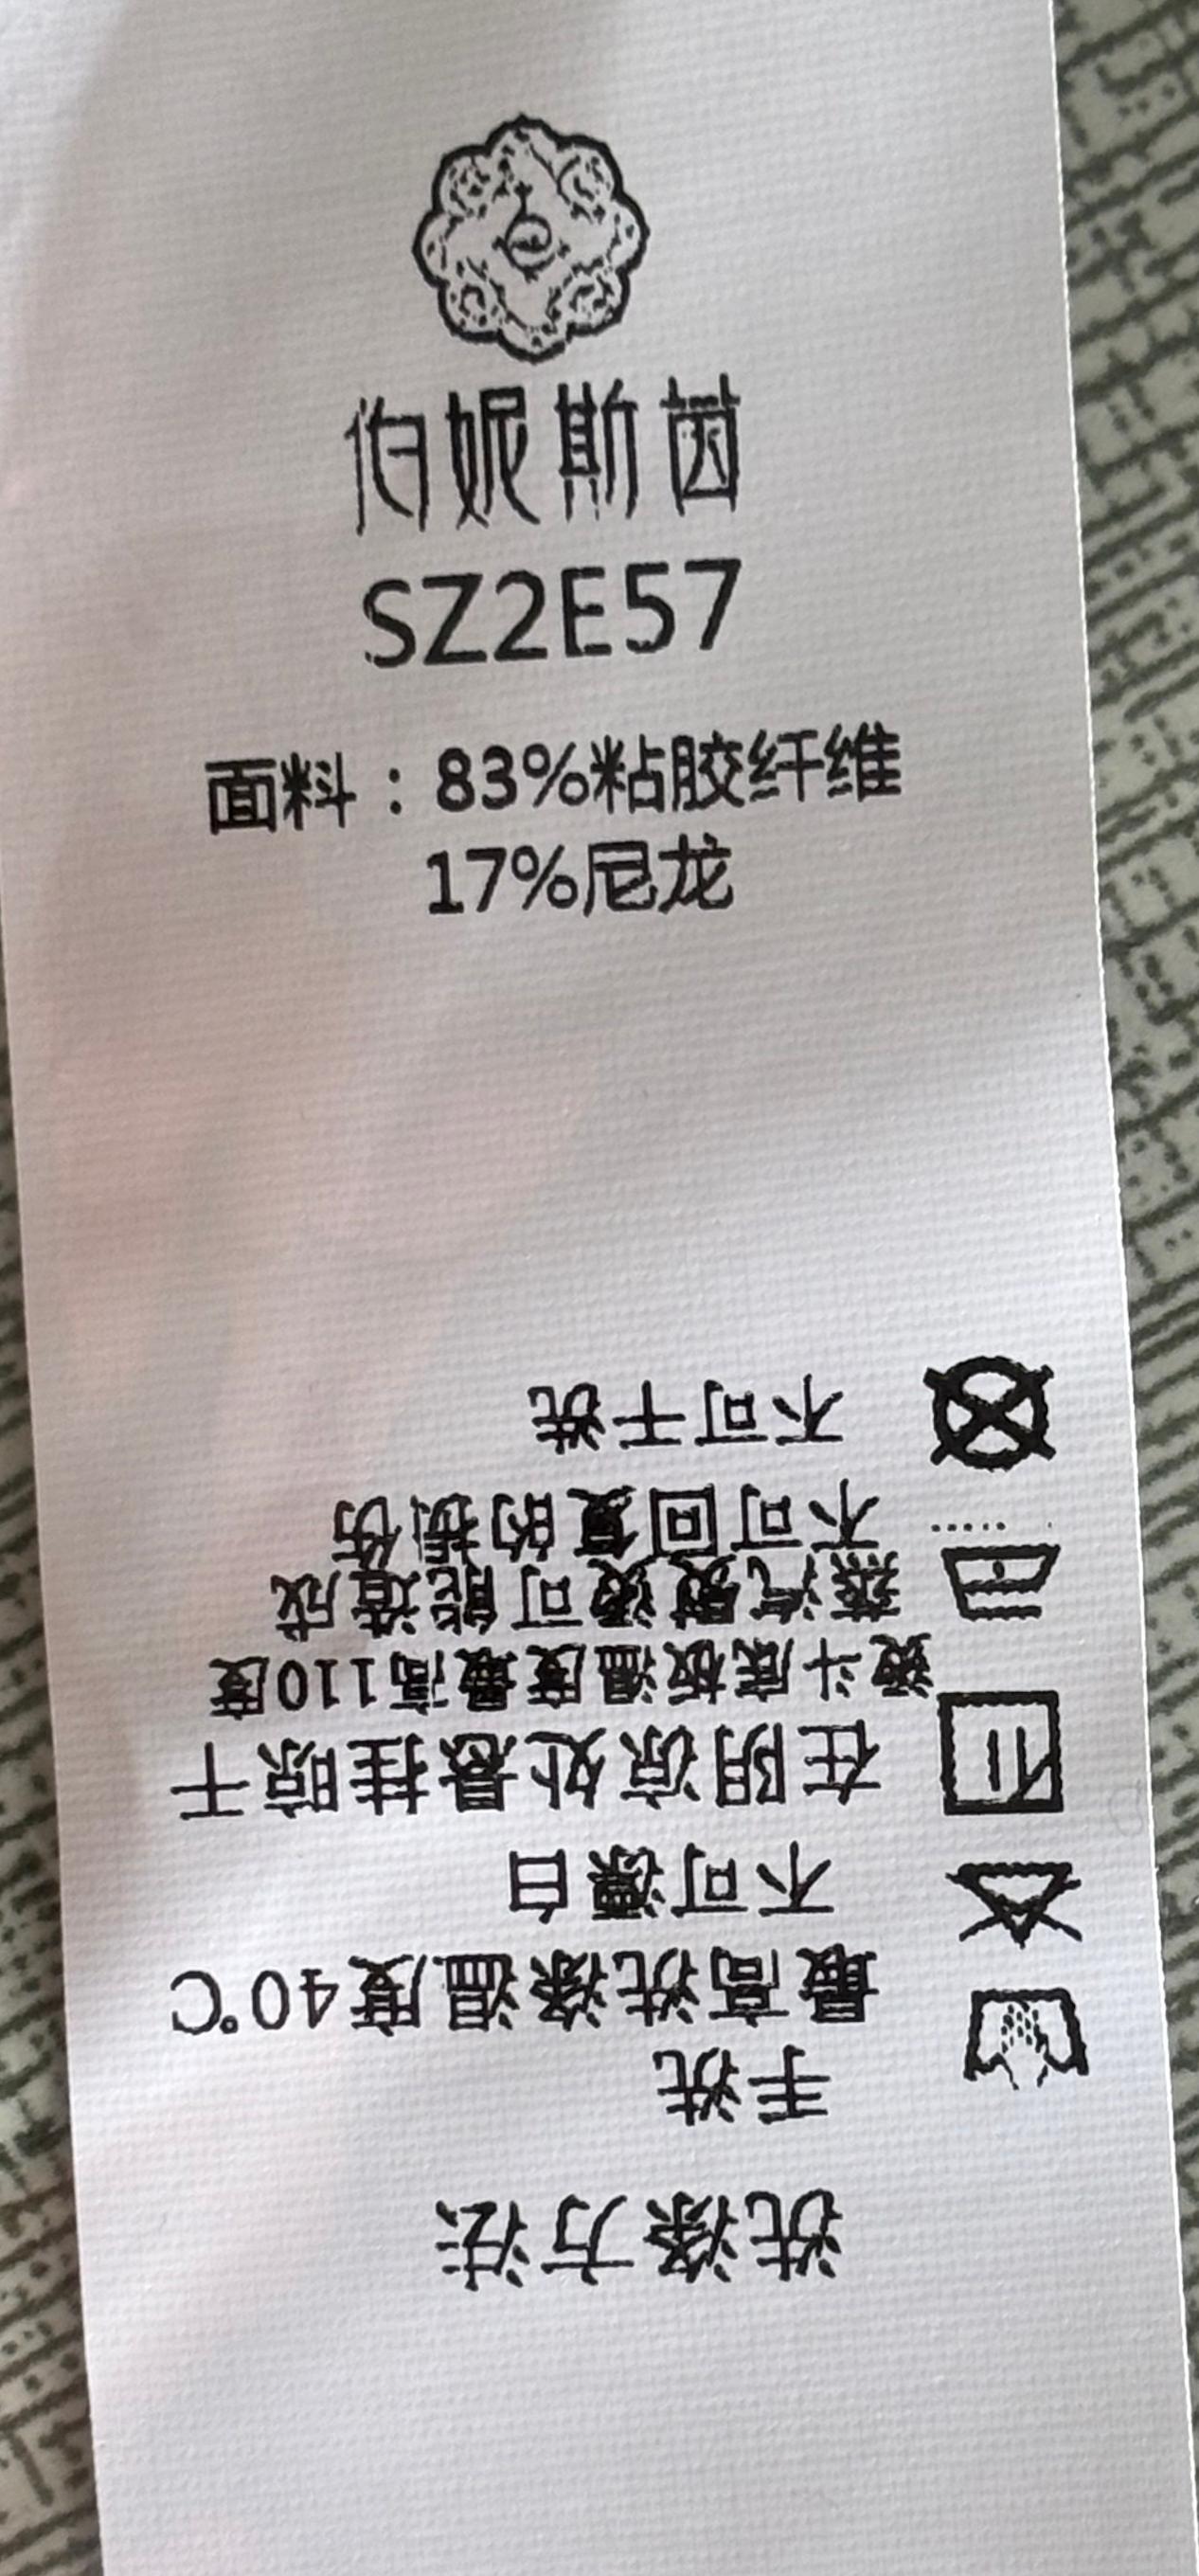 伯妮斯茵
SZ2E57
面料：83%粘胶纤维
17%尼龙
洗涤方法
手洗
最高洗涤温度40℃
不可漂白
在阴凉处悬挂晾干
烫斗底板温度最高110度
蒸汽熨烫可能造成
不可回复的损伤
不可干洗